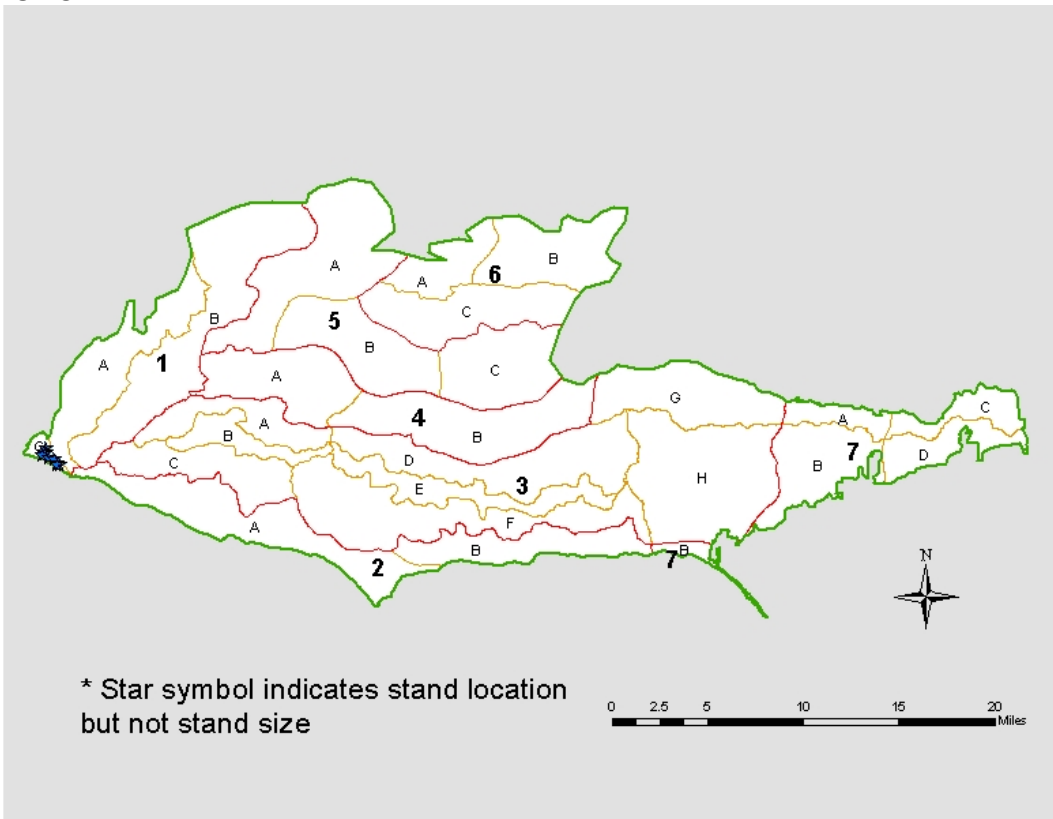 A
B
6
A
B
C
5
B
A
1
A
C
G
C
4
B
A
A
7
B
D
A
B
C
D
E
3
H
F
A
B
2
7
B
N
* Star symbol indicates stand location
but not stand size
0 2.5 5 10 15 20
Miles